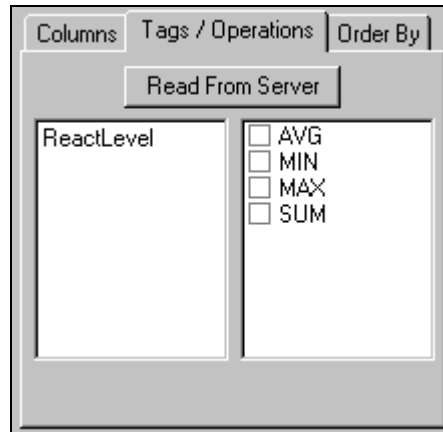 Columns Tags / Operations Order By
Read From Server
ReactLevel
AVG
MIN
MAX
SUM